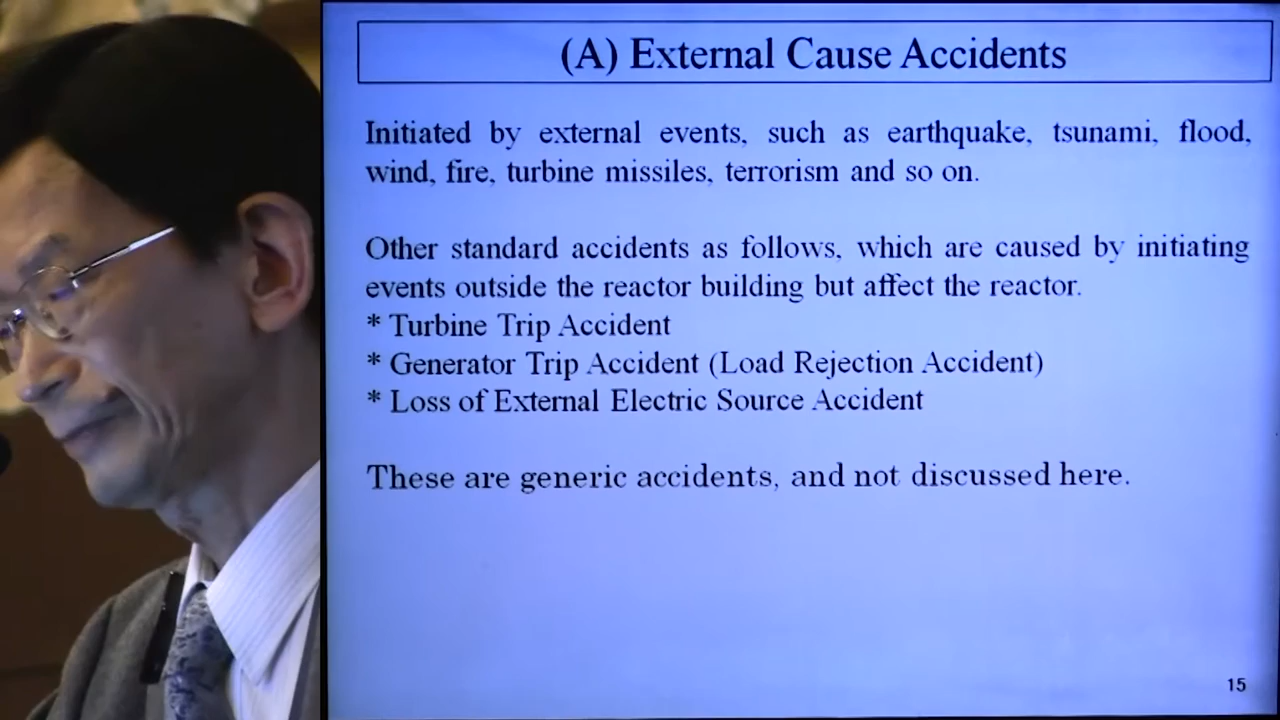 (A) External Cause Accidents
Initiated by external events, such as earthquake, tsunami, flood,
wind, fire, turbine missiles, terrorism and so on.
Other standard accidents as follows, which are caused by initiating
events outside the reactor building but affect the reactor.
* Turbine Trip Accident
* Generator Trip Accident (Load Rejection Accident)
* Loss of External Electric Source Accident
These are generic accidents, and not discussed here.
15